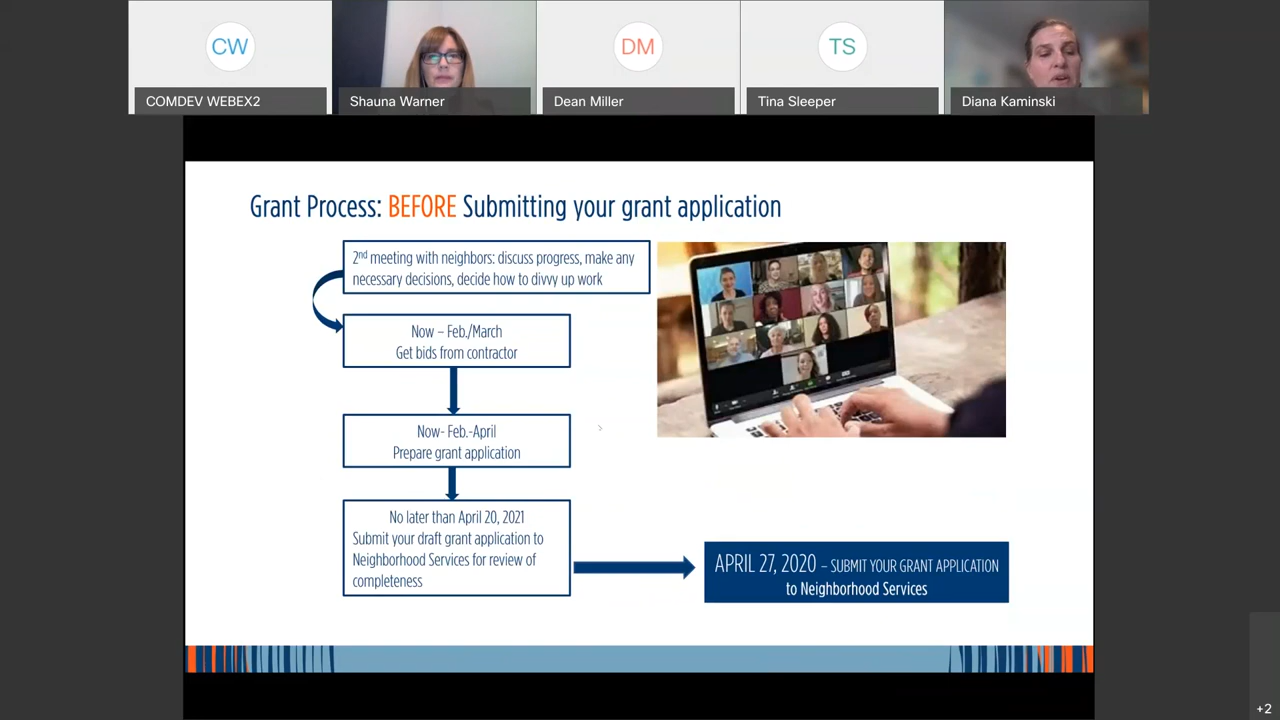 CW
DM
TS
COMDEV WEBEX2
Shauna Warner
Dean Miller
Tina Sleeper
Diana Kaminski
Grant Process: BEFORE Submitting your grant application
2nd meeting with neighbors: discuss progress, make any
necessary decisions, decide how to divvy up work
Now – Feb./March
Get bids from contractor
Now- Feb.-April
Prepare grant application
No later than April 20, 2021
Submit your draft grant application to
Neighborhood Services for review of
completeness
APRIL 27, 2020 – SUBMIT YOUR GRANT APPLICATION
to Neighborhood Services
+2